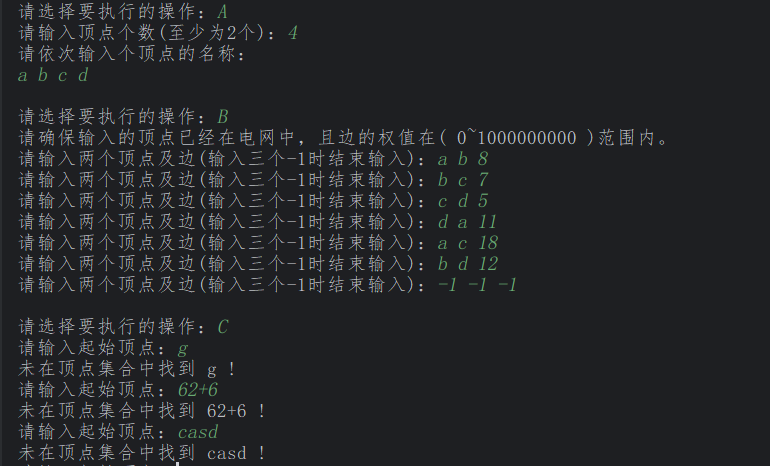 请选择要执行的操作：A
请输入顶点个数(至少为2个)：4
请依次输入个顶点的名称：
a b c d
请选择要执行的操作：B
请确保输入的顶点已经在电网中，且边的权值在( 0~1000000000 )范围内。
请输入两个顶点及边(输入三个-1时结束输入)：a b 8
请输入两个顶点及边(输入三个-1时结束输入)：b c 7
请输入两个顶点及边(输入三个-1时结束输入)：c d 5
请输入两个顶点及边(输入三个-1时结束输入)：d a 11
请输入两个顶点及边(输入三个-1时结束输入)：a c 18
请输入两个顶点及边(输入三个-1时结束输入)：b d 12
请输入两个顶点及边(输入三个-1时结束输入)：-1 -1 -1
请选择要执行的操作：C
请输入起始顶点：g
未在顶点集合中找到 g !
请输入起始顶点：62+6
未在顶点集合中找到 62+6 !
请输入起始顶点：casd
未在顶点集合中找到 casd !